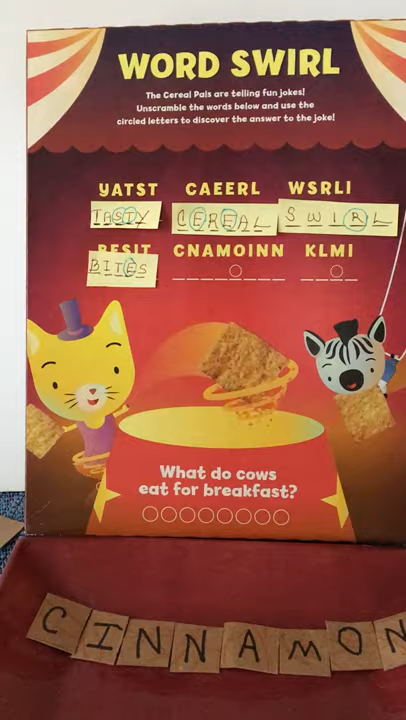 WORD SWIRL
The Cereal Pals are telling fun jokes!
Unscramble the words below and use the
circled letters to discover the answer to the joke!
YATST CAEERL WSRLI
TASTY CEREAL SWIRL
BESIT CNAMOINN KLMI
BITES
What do cows
eat for breakfast?
CINNAMON